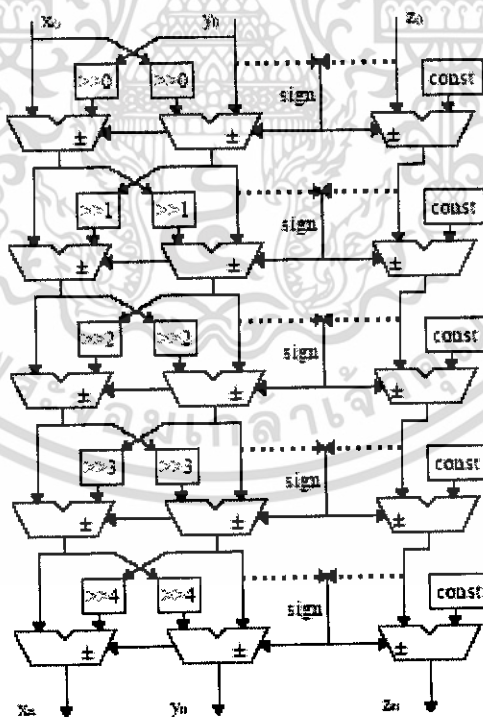 x₀ y₀ z₀
>>0 >>0 sign const
± ± ±
>>1 >>1 sign const
± ± ±
>>2 >>2 sign const
± ± ±
>>3 >>3 sign const
± ± ±
>>4 >>4 sign const
± ± ±
xₙ yₙ zₙ